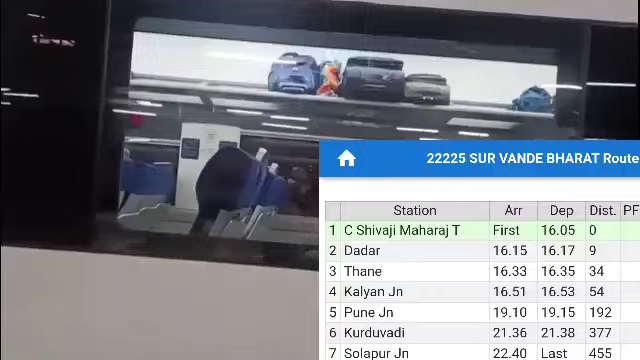 22225 SUR VANDE BHARAT Route
Station Arr Dep Dist. PF
1 C Shivaji Maharaj T First 16.05 0
2 Dadar 16.15 16.17 9
3 Thane 16.33 16.35 34
4 Kalyan Jn 16.51 16.53 54
5 Pune Jn 19.10 19.15 192
6 Kurduvadi 21.36 21.38 377
7 Solapur Jn 22.40 Last 455